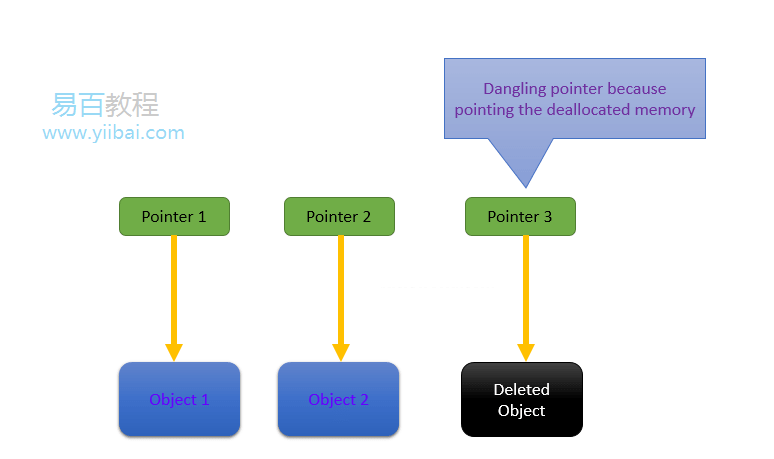 易百教程
www.yiibai.com
Dangling pointer because
pointing the deallocated memory
Pointer 1
Pointer 2
Pointer 3
Object 1
Object 2
Deleted
Object